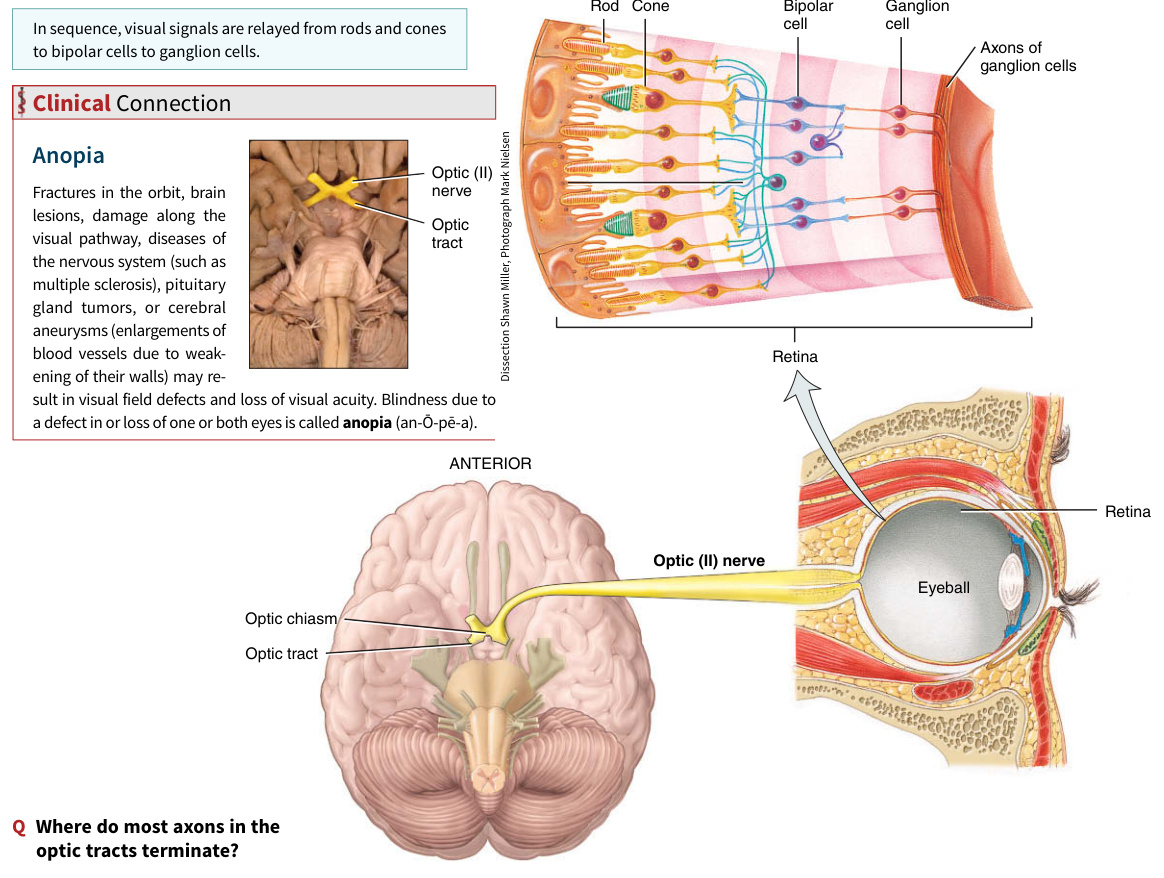 In sequence, visual signals are relayed from rods and cones
to bipolar cells to ganglion cells.
Clinical Connection
Anopia
Fractures in the orbit, brain
lesions, damage along the
visual pathway, diseases of
the nervous system (such as
multiple sclerosis), pituitary
gland tumors, or cerebral
aneurysms (enlargements of
blood vessels due to weak-
ening of their walls) may re-
sult in visual field defects and loss of visual acuity. Blindness due to
a defect in or loss of one or both eyes is called anopia (an-Ō-pē-a).
Optic (II)
nerve
Optic
tract
Dissection Shawn Miller, Photograph Mark Nielsen
Rod
Cone
Bipolar
cell
Ganglion
cell
Axons of
ganglion cells
Retina
ANTERIOR
Retina
Optic (II) nerve
Eyeball
Optic chiasm
Optic tract
Q Where do most axons in the
optic tracts terminate?